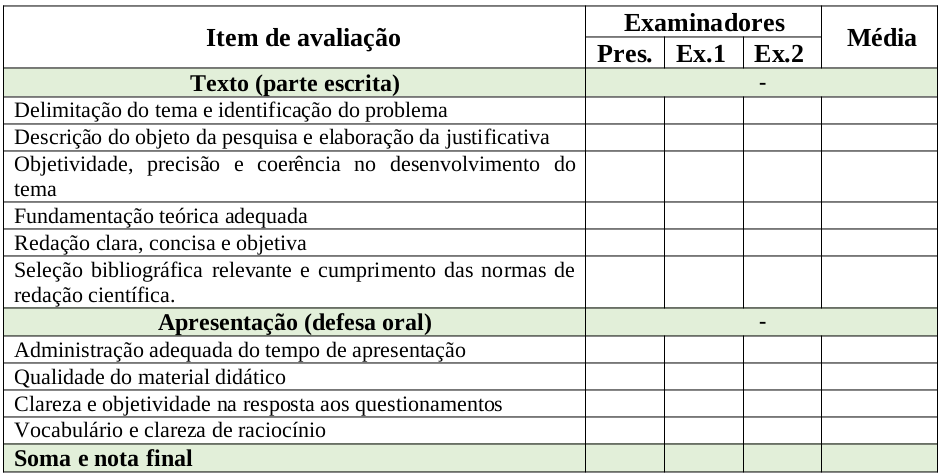 Item de avaliação
Examinadores
Média
Pres.
Ex.1
Ex.2
Texto (parte escrita)
-
Delimitação do tema e identificação do problema
Descrição do objeto da pesquisa e elaboração da justificativa
Objetividade, precisão e coerência no desenvolvimento do
tema
Fundamentação teórica adequada
Redação clara, concisa e objetiva
Seleção bibliográfica relevante e cumprimento das normas de
redação científica.
Apresentação (defesa oral)
-
Administração adequada do tempo de apresentação
Qualidade do material didático
Clareza e objetividade na resposta aos questionamentos
Vocabulário e clareza de raciocínio
Soma e nota final